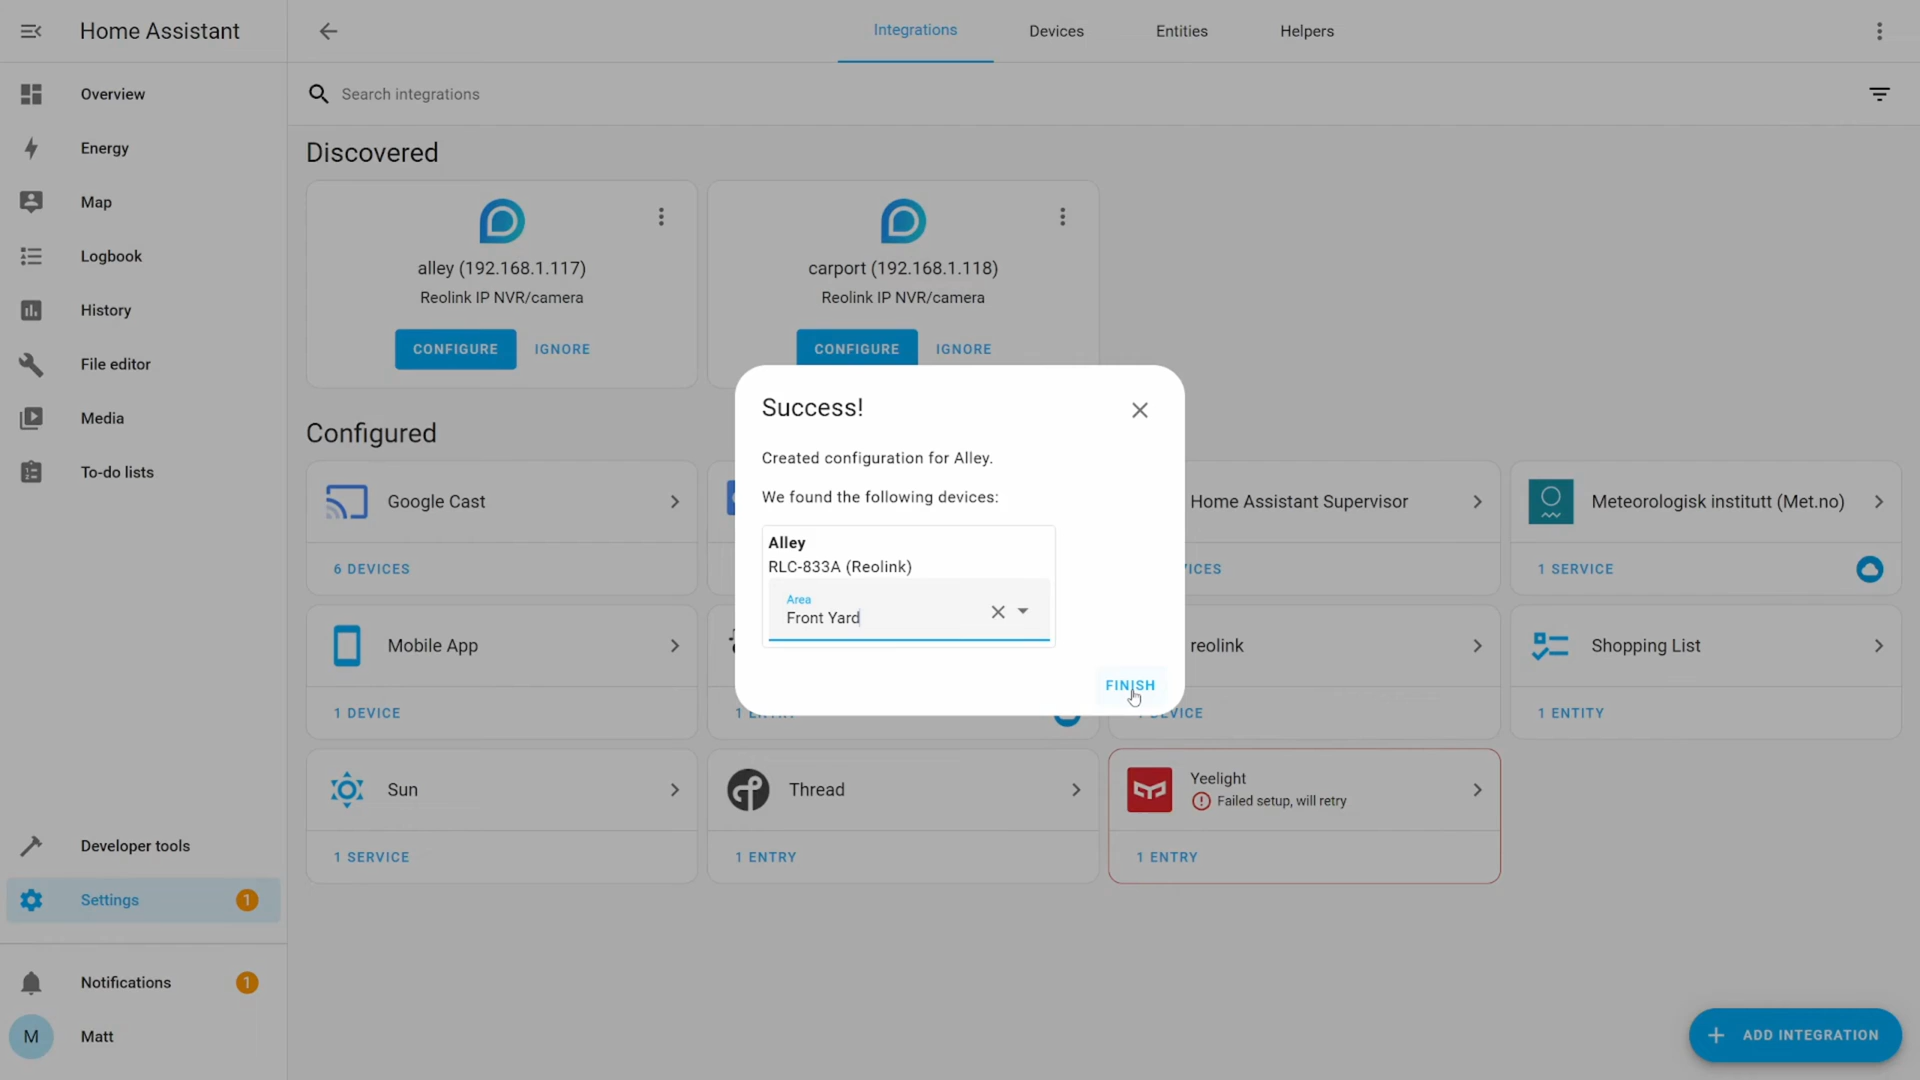 Home Assistant
Integrations
Devices
Entities
Helpers
Overview
Energy
Map
Logbook
History
File editor
Media
To-do lists
Developer tools
Settings
1
Notifications
1
M
Matt
Search integrations
Discovered
alley (192.168.1.117)
Reolink IP NVR/camera
CONFIGURE
IGNORE
carport (192.168.1.118)
Reolink IP NVR/camera
CONFIGURE
IGNORE
Success!
Created configuration for Alley.
We found the following devices:
Alley
RLC-833A (Reolink)
Area
Front Yard
FINISH
Configured
Google Cast
6 DEVICES
Home Assistant Supervisor
Meteorologisk institutt (Met.no)
1 SERVICE
Mobile App
1 DEVICE
reolink
Shopping List
1 ENTITY
Sun
1 SERVICE
Thread
1 ENTRY
Yeelight
Failed setup, will retry
1 ENTRY
ADD INTEGRATION